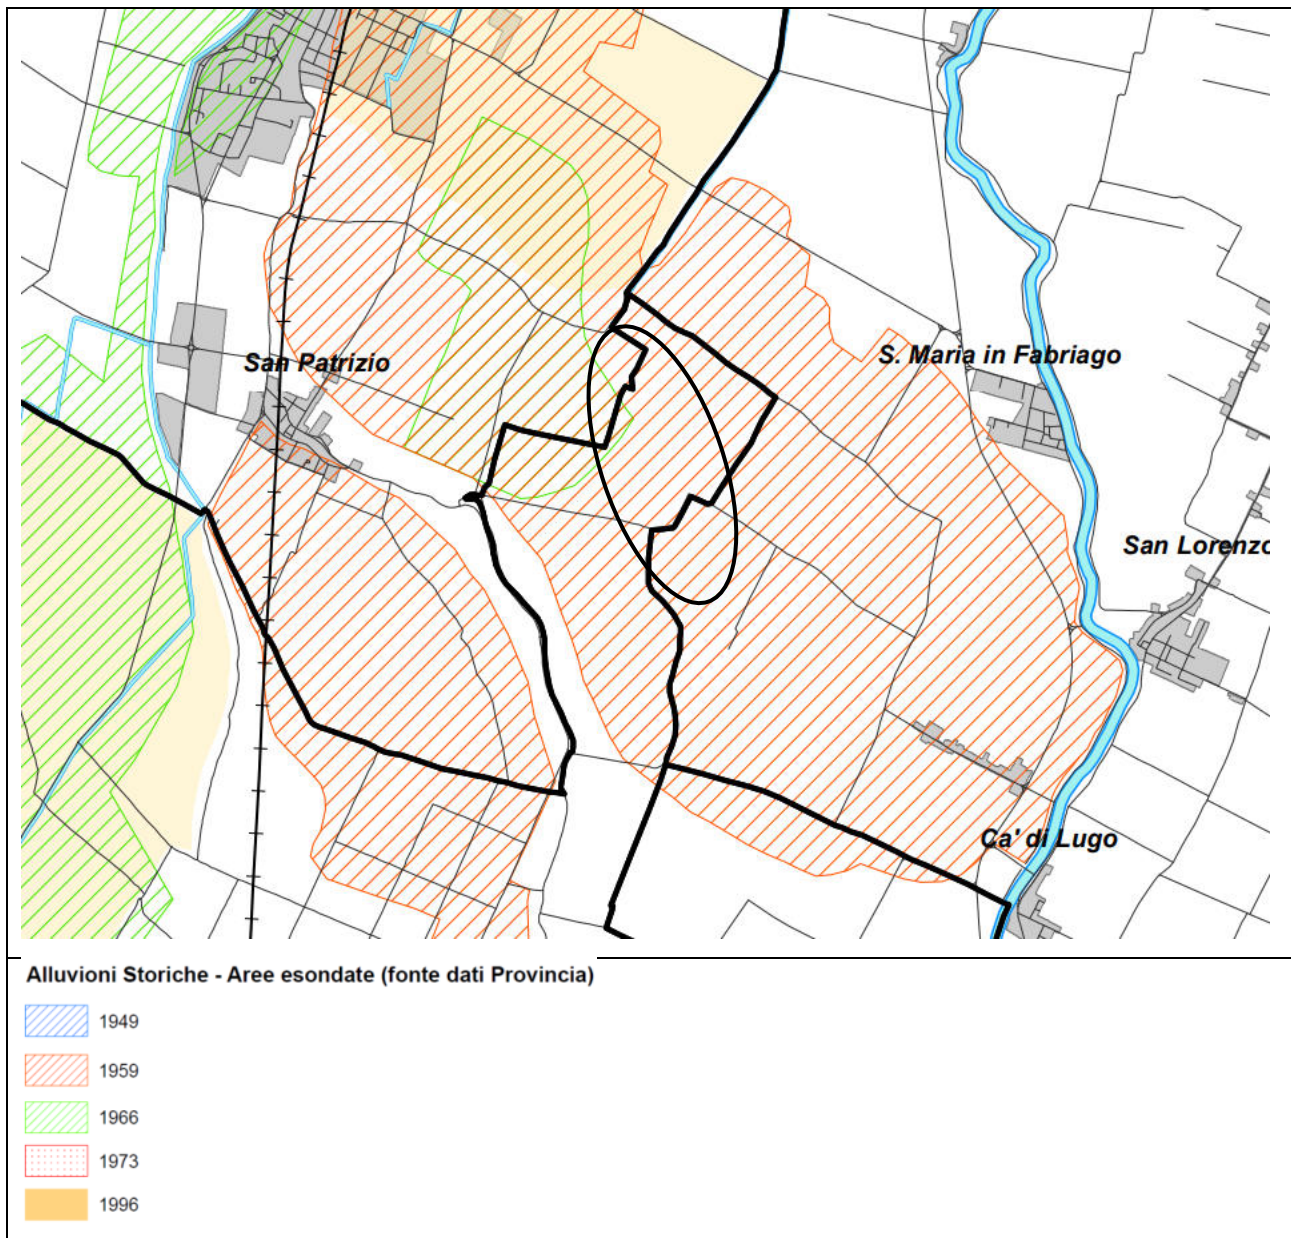 San Patrizio
S. Maria in Fabriago
San Lorenzo
Ca' di Lugo
Alluvioni Storiche - Aree esondate (fonte dati Provincia)
1949
1959
1966
1973
1996